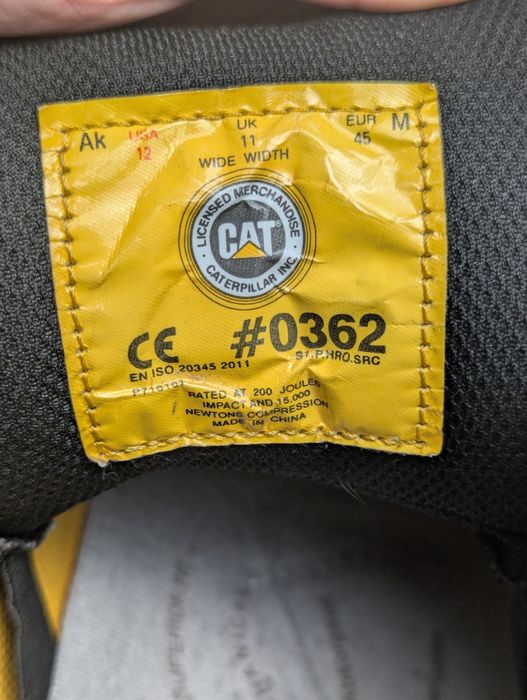 Ak USA UK EUR M
12 11 45
WIDE WIDTH
LICENSED MERCHANDISE
CAT
CATERPILLAR INC.
CE #0362
EN ISO 20345 2011 S1.P.HRO.SRC
RATED AT 200 JOULES
IMPACT AND 15,000
NEWTONS COMPRESSION
MADE IN CHINA